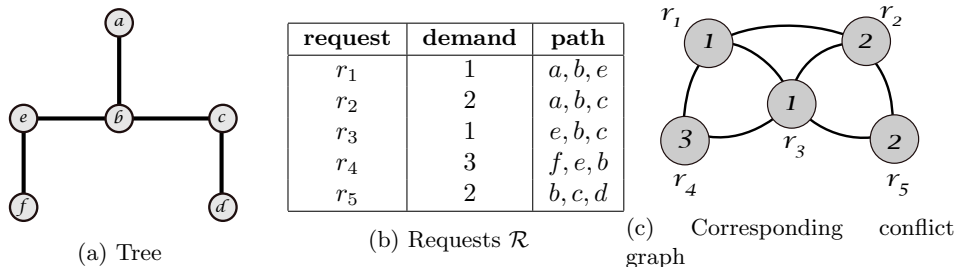 a
e
b
c
f
d
(a) Tree
request demand path
r₁ 1 a, b, e
r₂ 2 a, b, c
r₃ 1 e, b, c
r₄ 3 f, e, b
r₅ 2 b, c, d
(b) Requests ℛ
r₁ r₂
1 2
1
3 2
r₃
r₄ r₅
(c) Corresponding conflict
graph